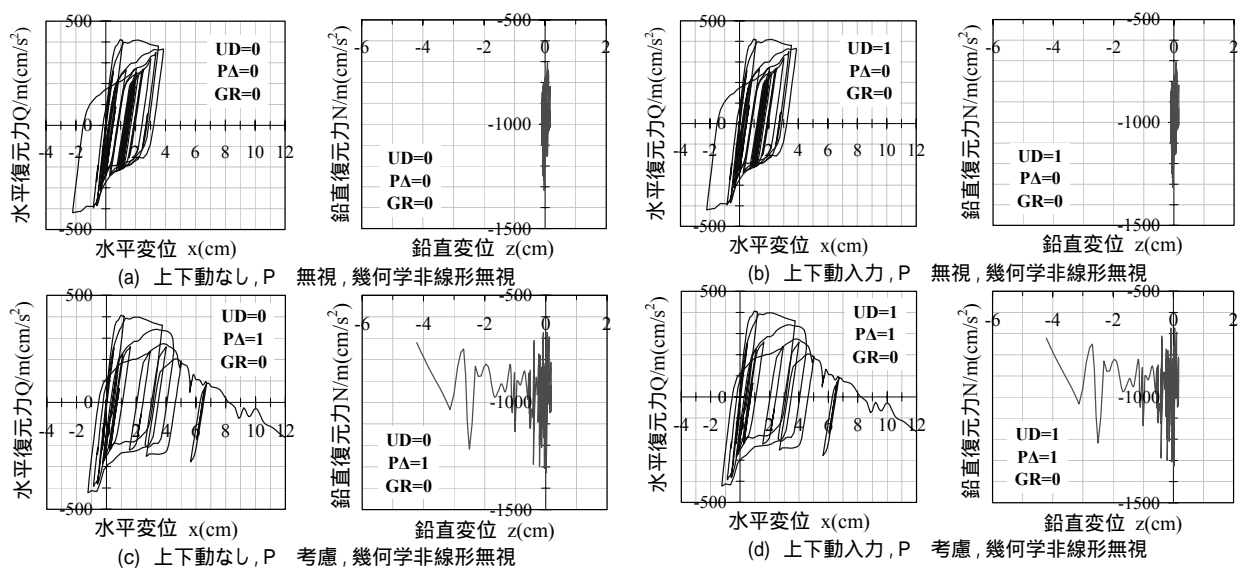 500
水平復元力Q/m(cm/s²)
UD=0
PΔ=0
GR=0
-4 -2 0 2 4 6 8 10 12
-500
水平変位 x(cm)
-500
-6 -4 -2 0 2
鉛直復元力N/m(cm/s²)
-1000
UD=0
PΔ=0
GR=0
-1500
鉛直変位 z(cm)
(a) 上下動なし, P 無視, 幾何学非線形無視
500
水平復元力Q/m(cm/s²)
UD=1
PΔ=0
GR=0
-4 -2 0 2 4 6 8 10 12
-500
水平変位 x(cm)
-500
-6 -4 -2 0 2
鉛直復元力N/m(cm/s²)
-1000
UD=1
PΔ=0
GR=0
-1500
鉛直変位 z(cm)
(b) 上下動入力, P 無視, 幾何学非線形無視
500
水平復元力Q/m(cm/s²)
UD=0
PΔ=1
GR=0
-4 -2 0 2 4 6 8 10 12
-500
水平変位 x(cm)
-500
-6 -4 -2 0 2
鉛直復元力N/m(cm/s²)
-1000
UD=0
PΔ=1
GR=0
-1500
鉛直変位 z(cm)
(c) 上下動なし, P 考慮, 幾何学非線形無視
500
水平復元力Q/m(cm/s²)
UD=1
PΔ=1
GR=0
-4 -2 0 2 4 6 8 10 12
-500
水平変位 x(cm)
-500
-6 -4 -2 0 2
鉛直復元力N/m(cm/s²)
-1000
UD=1
PΔ=1
GR=0
-1500
鉛直変位 z(cm)
(d) 上下動入力, P 考慮, 幾何学非線形無視